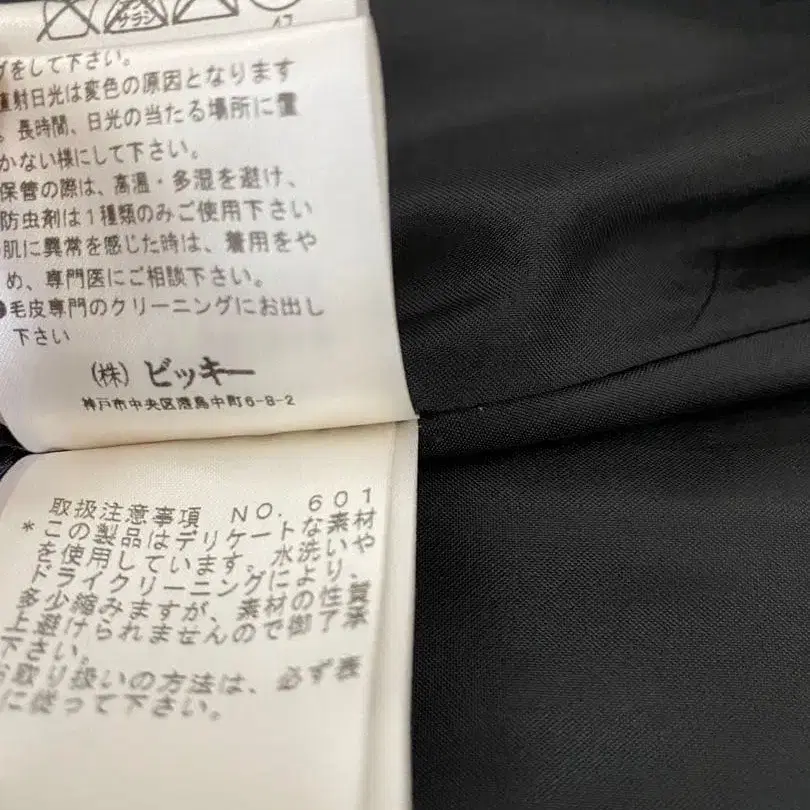 サラシ
47
グをして下さい。
直射日光は変色の原因となります
。長時間、日光の当たる場所に置
かない様にして下さい。
保管の際は、高温・多湿を避け、
防虫剤は1種類のみご使用下さい
肌に異常を感じた時は、着用をや
め、専門医にご相談下さい。
●毛皮専門のクリーニングにお出し
下さい
(株) ビッキー
神戸市中央区港島中町6-8-2
取扱注意事項 NO. 601
*この製品はデリケートな素材
を使用しています。水洗いや
ドライクリーニングにより、
多少縮みますが、素材の性質
上避けられませんので御了承
下さい。
お取り扱いの方法は、必ず表
に従って下さい。